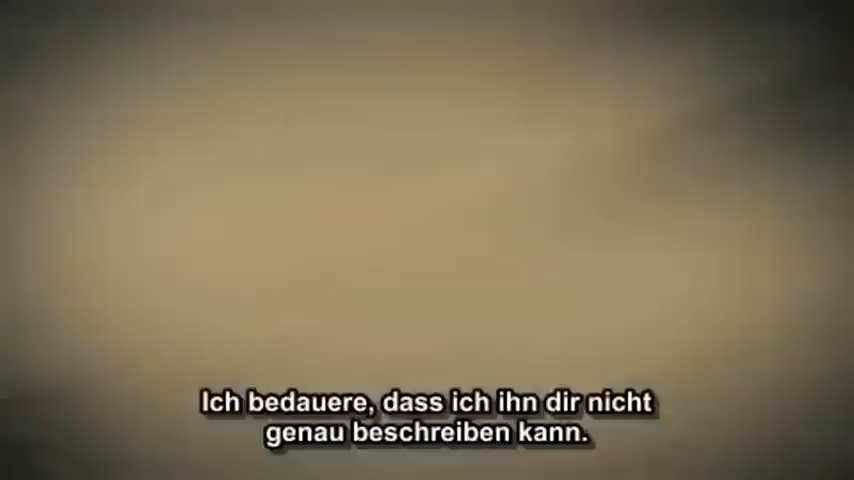 Ich bedauere, dass ich ihn dir nicht
genau beschreiben kann.